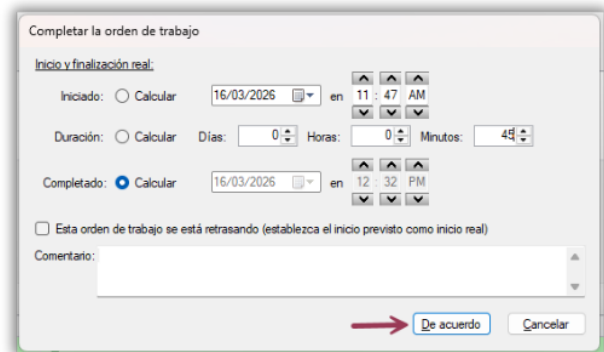 Completar la orden de trabajo
Inicio y finalización real:
Iniciado: Calcular 16/03/2026 en 11 : 47 AM
Duración: Calcular Días: 0 Horas: 0 Minutos: 45
Completado: Calcular 16/03/2026 en 12 : 32 PM
Esta orden de trabajo se está retrasando (establezca el inicio previsto como inicio real)
Comentario:
De acuerdo Cancelar